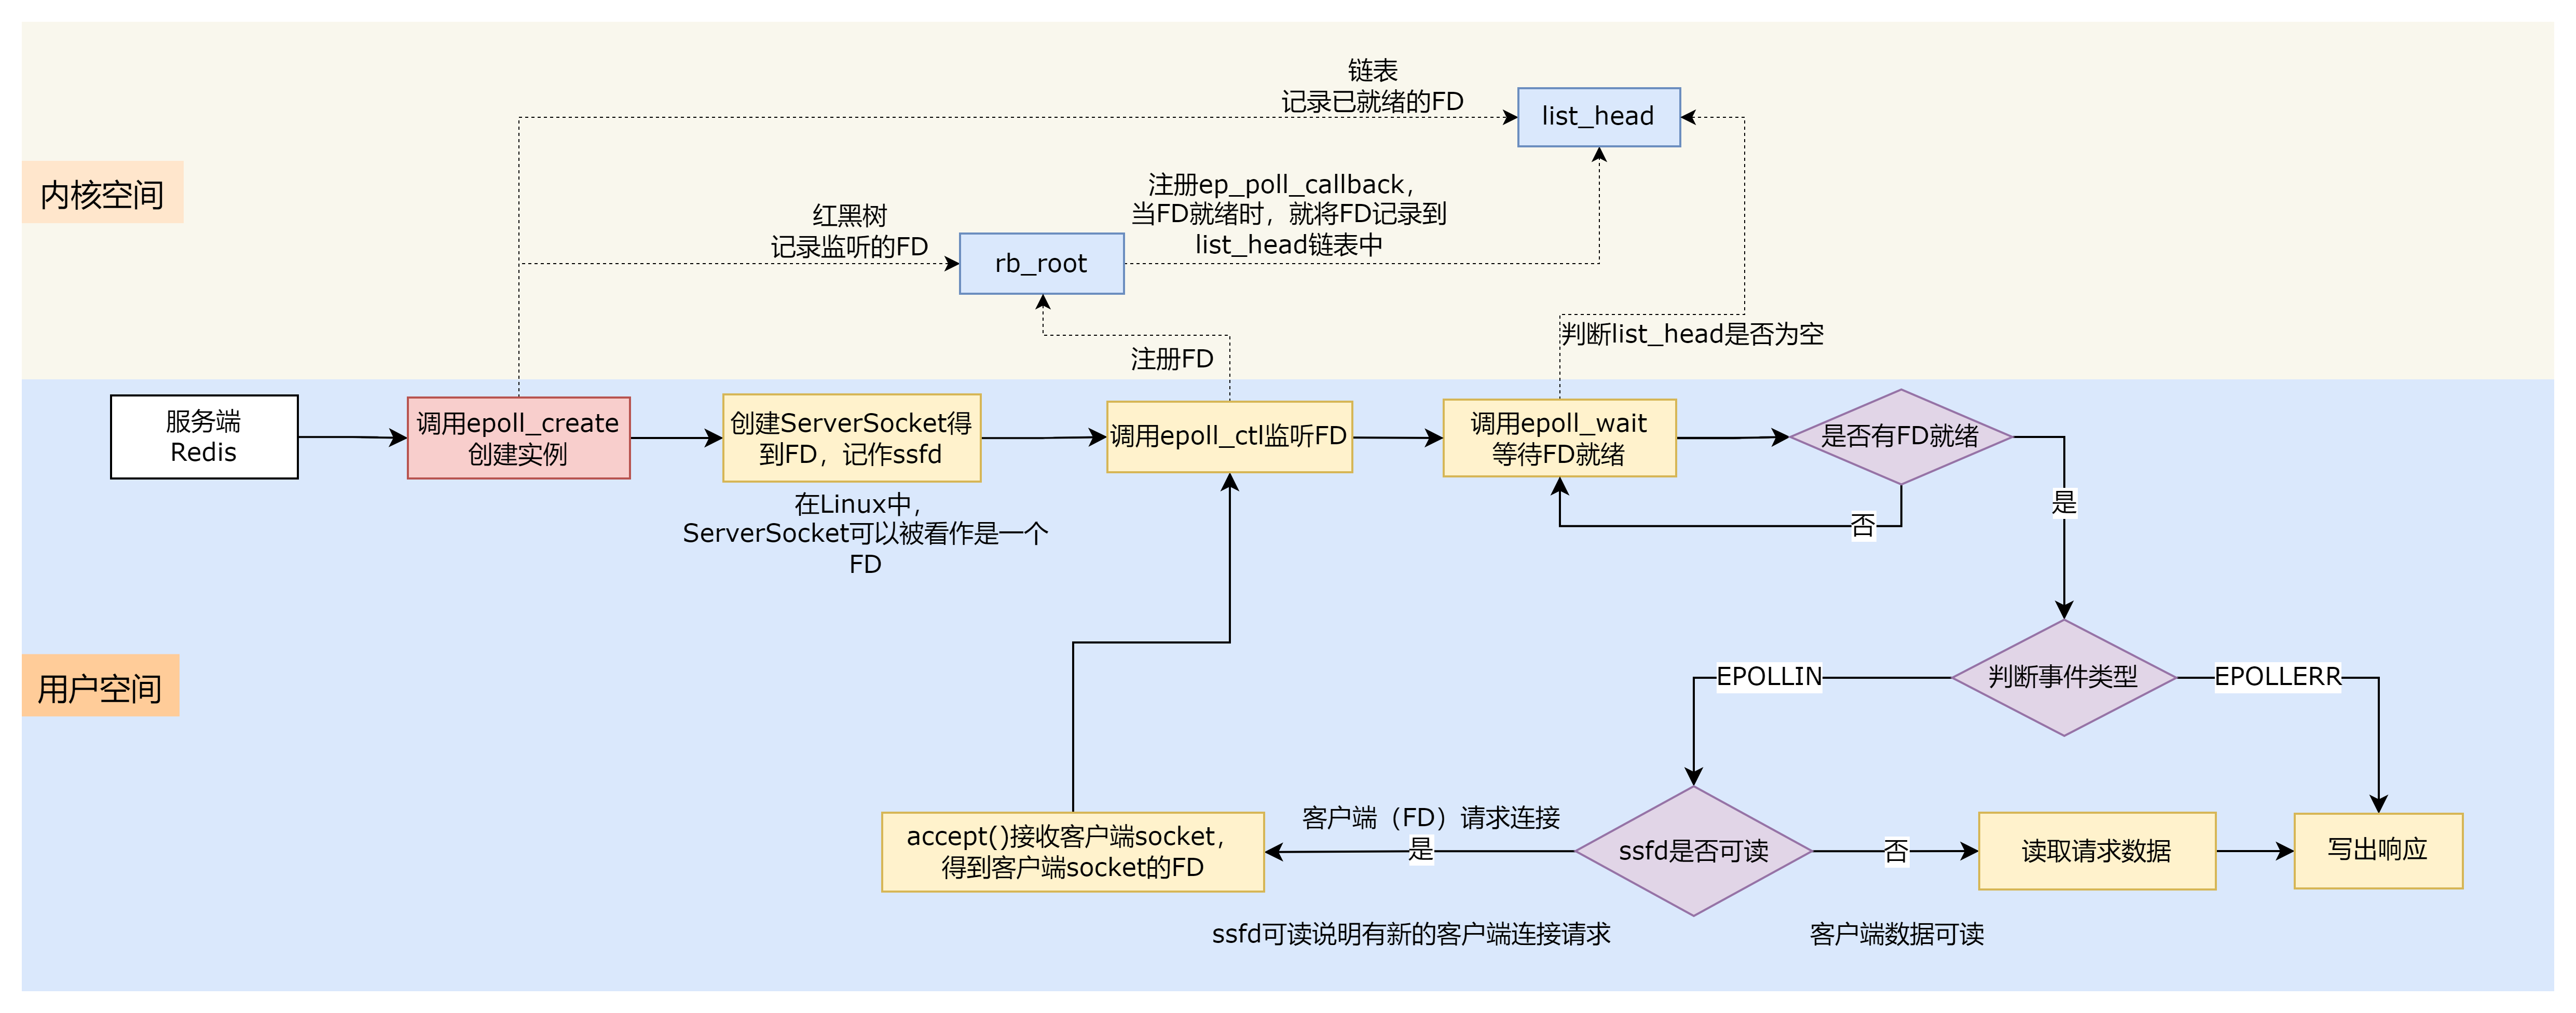 链表
记录已就绪的FD
list_head
内核空间
注册ep_poll_callback，
当FD就绪时，就将FD记录到
list_head链表中
红黑树
记录监听的FD
rb_root
判断list_head是否为空
注册FD
服务端
Redis
调用epoll_create
创建实例
创建ServerSocket得
到FD，记作ssfd
调用epoll_ctl监听FD
调用epoll_wait
等待FD就绪
是否有FD就绪
在Linux中，
ServerSocket可以被看作是一个
FD
否
是
用户空间
EPOLLIN
判断事件类型
EPOLLERR
accept()接收客户端socket，
得到客户端socket的FD
客户端（FD）请求连接
是
ssfd是否可读
否
读取请求数据
写出响应
ssfd可读说明有新的客户端连接请求
客户端数据可读